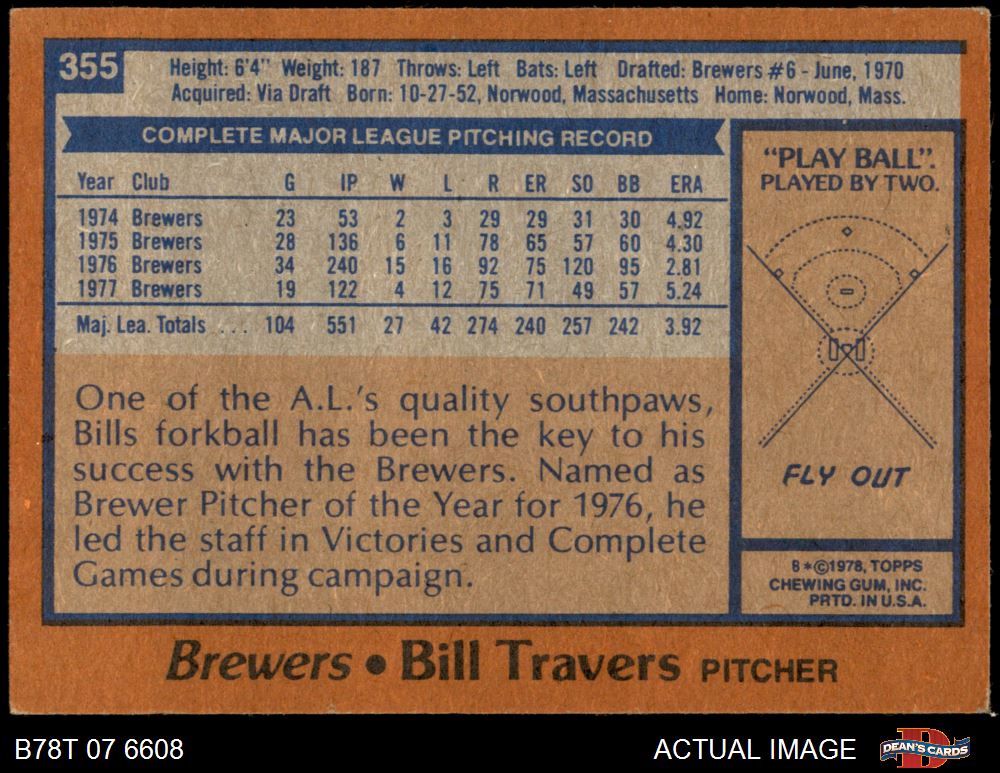 355
Height: 6'4" Weight: 187 Throws: Left Bats: Left Drafted: Brewers #6 - June, 1970
Acquired: Via Draft Born: 10-27-52, Norwood, Massachusetts Home: Norwood, Mass.
COMPLETE MAJOR LEAGUE PITCHING RECORD
Year Club G IP W L R ER SO BB ERA
1974 Brewers 23 53 2 3 29 29 31 30 4.92
1975 Brewers 28 136 6 11 78 65 57 60 4.30
1976 Brewers 34 240 15 16 92 75 120 95 2.81
1977 Brewers 19 122 4 12 75 71 49 57 5.24
Maj. Lea. Totals ... 104 551 27 42 274 240 257 242 3.92
One of the A.L.'s quality southpaws,
Bills forkball has been the key to his
success with the Brewers. Named as
Brewer Pitcher of the Year for 1976, he
led the staff in Victories and Complete
Games during campaign.
"PLAY BALL".
PLAYED BY TWO.
FLY OUT
B*©1978, TOPPS
CHEWING GUM, INC.
PRTD. IN U.S.A.
Brewers • Bill Travers PITCHER
B78T 07 6608
ACTUAL IMAGE
DEAN'S CARDS